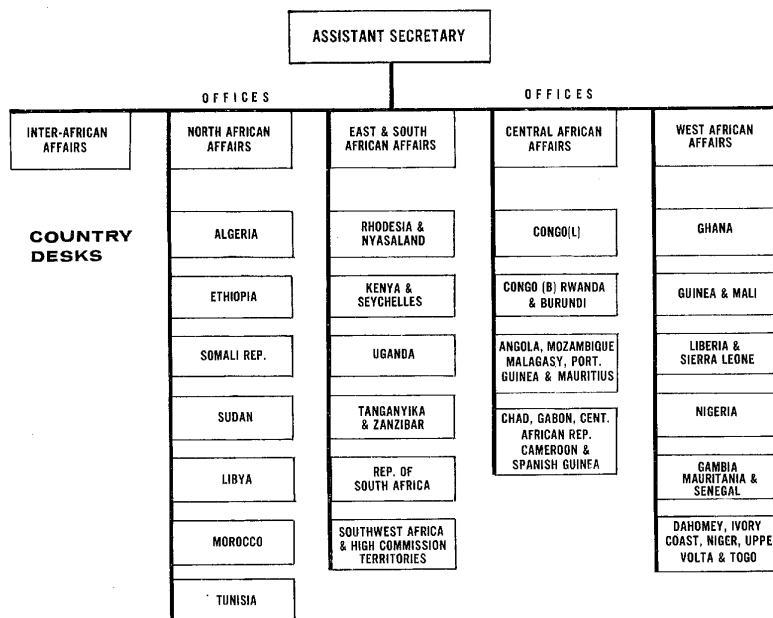 ASSISTANT SECRETARY
OFFICES
OFFICES
INTER-AFRICAN
AFFAIRS
NORTH AFRICAN
AFFAIRS
EAST & SOUTH
AFRICAN AFFAIRS
CENTRAL AFRICAN
AFFAIRS
WEST AFRICAN
AFFAIRS
COUNTRY
DESKS
ALGERIA
ETHIOPIA
SOMALI REP.
SUDAN
LIBYA
MOROCCO
TUNISIA
RHODESIA &
NYASALAND
KENYA &
SEYCHELLES
UGANDA
TANGANYIKA
& ZANZIBAR
REP. OF
SOUTH AFRICA
SOUTHWEST AFRICA
& HIGH COMMISSION
TERRITORIES
CONGO(L)
CONGO (B) RWANDA
& BURUNDI
ANGOLA, MOZAMBIQUE
MALAGASY, PORT.
GUINEA & MAURITIUS
CHAD, GABON, CENT.
AFRICAN REP.
CAMEROON &
SPANISH GUINEA
GHANA
GUINEA & MALI
LIBERIA &
SIERRA LEONE
NIGERIA
GAMBIA
MAURITANIA &
SENEGAL
DAHOMEY, IVORY
COAST, NIGER, UPPE
VOLTA & TOGO